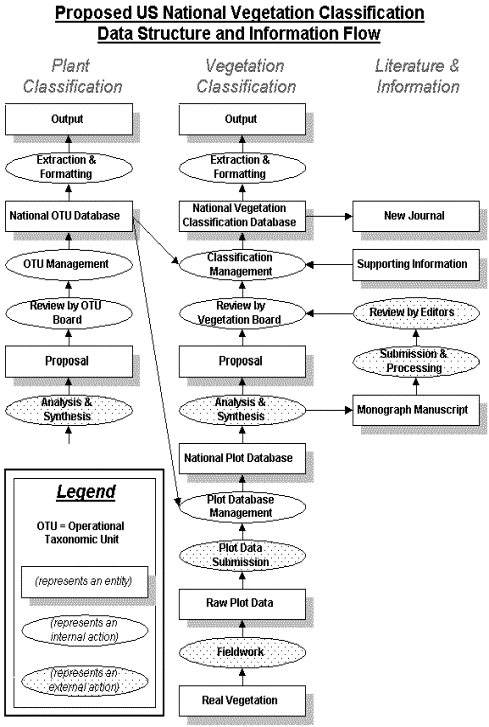 Proposed US National Vegetation Classification
Data Structure and Information Flow
Plant
Classification
Vegetation
Classification
Literature &
Information
Output
Extraction &
Formatting
National OTU Database
OTU Management
Review by OTU
Board
Proposal
Analysis &
Synthesis
Output
Extraction &
Formatting
National Vegetation
Classification Database
Classification
Management
Review by
Vegetation Board
Proposal
Analysis &
Synthesis
National Plot Database
Plot Database
Management
Plot Data
Submission
Raw Plot Data
Fieldwork
Real Vegetation
New Journal
Supporting Information
Review by Editors
Submission &
Processing
Monograph Manuscript
Legend
OTU = Operational
Taxonomic Unit
(represents an entity)
(represents an
internal action)
(represents an
external action)